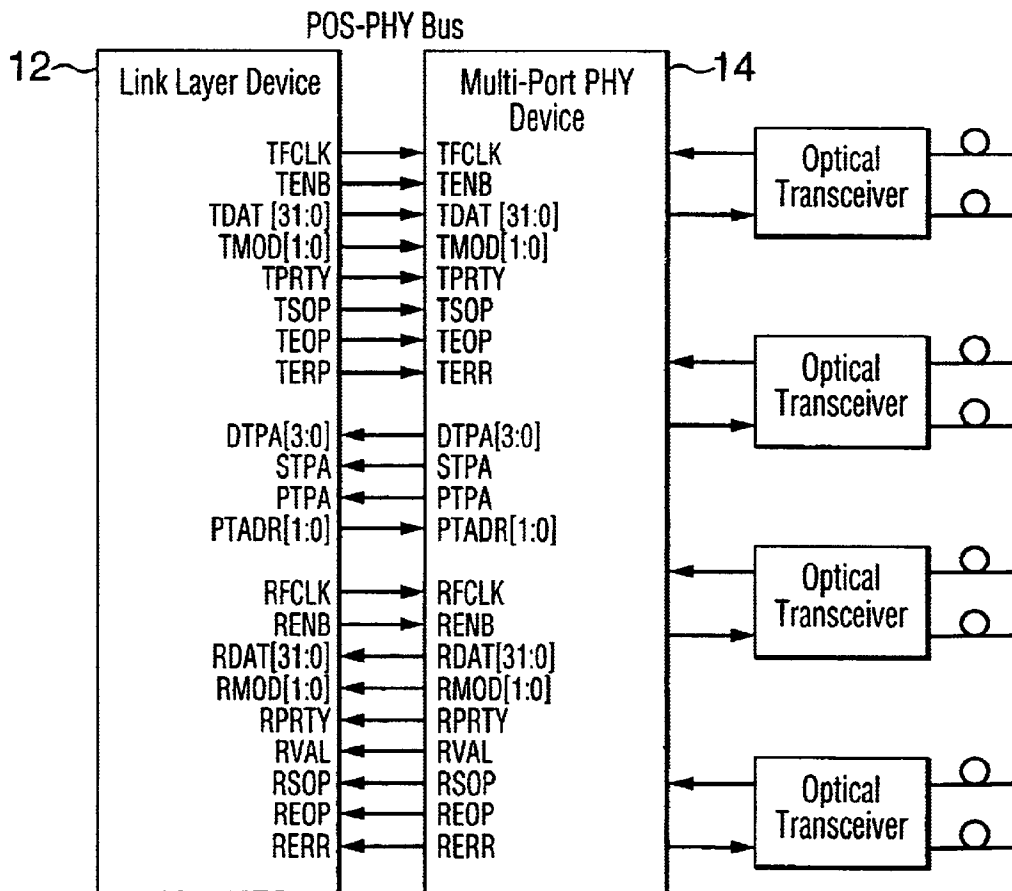 POS-PHY Bus
12
Link Layer Device
Multi-Port PHY
Device
14
TFCLK TFCLK
TENB TENB
TDAT [31:0] TDAT [31:0]
TMOD[1:0] TMOD[1:0]
TPRTY TPRTY
TSOP TSOP
TEOP TEOP
TERP TERR
DTPA[3:0] DTPA[3:0]
STPA STPA
PTPA PTPA
PTADR[1:0] PTADR[1:0]
RFCLK RFCLK
RENB RENB
RDAT[31:0] RDAT[31:0]
RMOD[1:0] RMOD[1:0]
RPRTY RPRTY
RVAL RVAL
RSOP RSOP
REOP REOP
RERR RERR
Optical
Transceiver
Optical
Transceiver
Optical
Transceiver
Optical
Transceiver